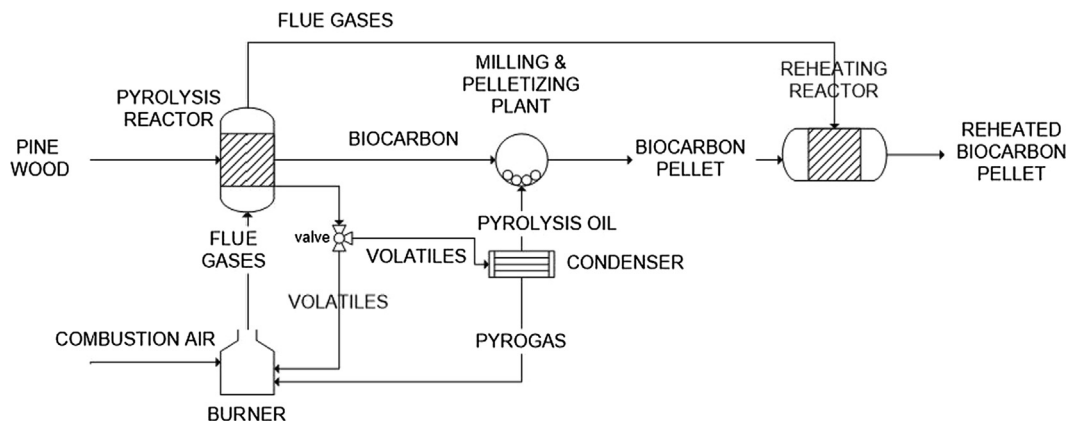 FLUE GASES
MILLING &
PELLETIZING
PLANT
REHEATING
REACTOR
PYROLYSIS
REACTOR
PINE
WOOD
BIOCARBON
BIOCARBON
PELLET
REHEATED
BIOCARBON
PELLET
FLUE
GASES
valve
VOLATILES
PYROLYSIS OIL
CONDENSER
VOLATILES
COMBUSTION AIR
PYROGAS
BURNER